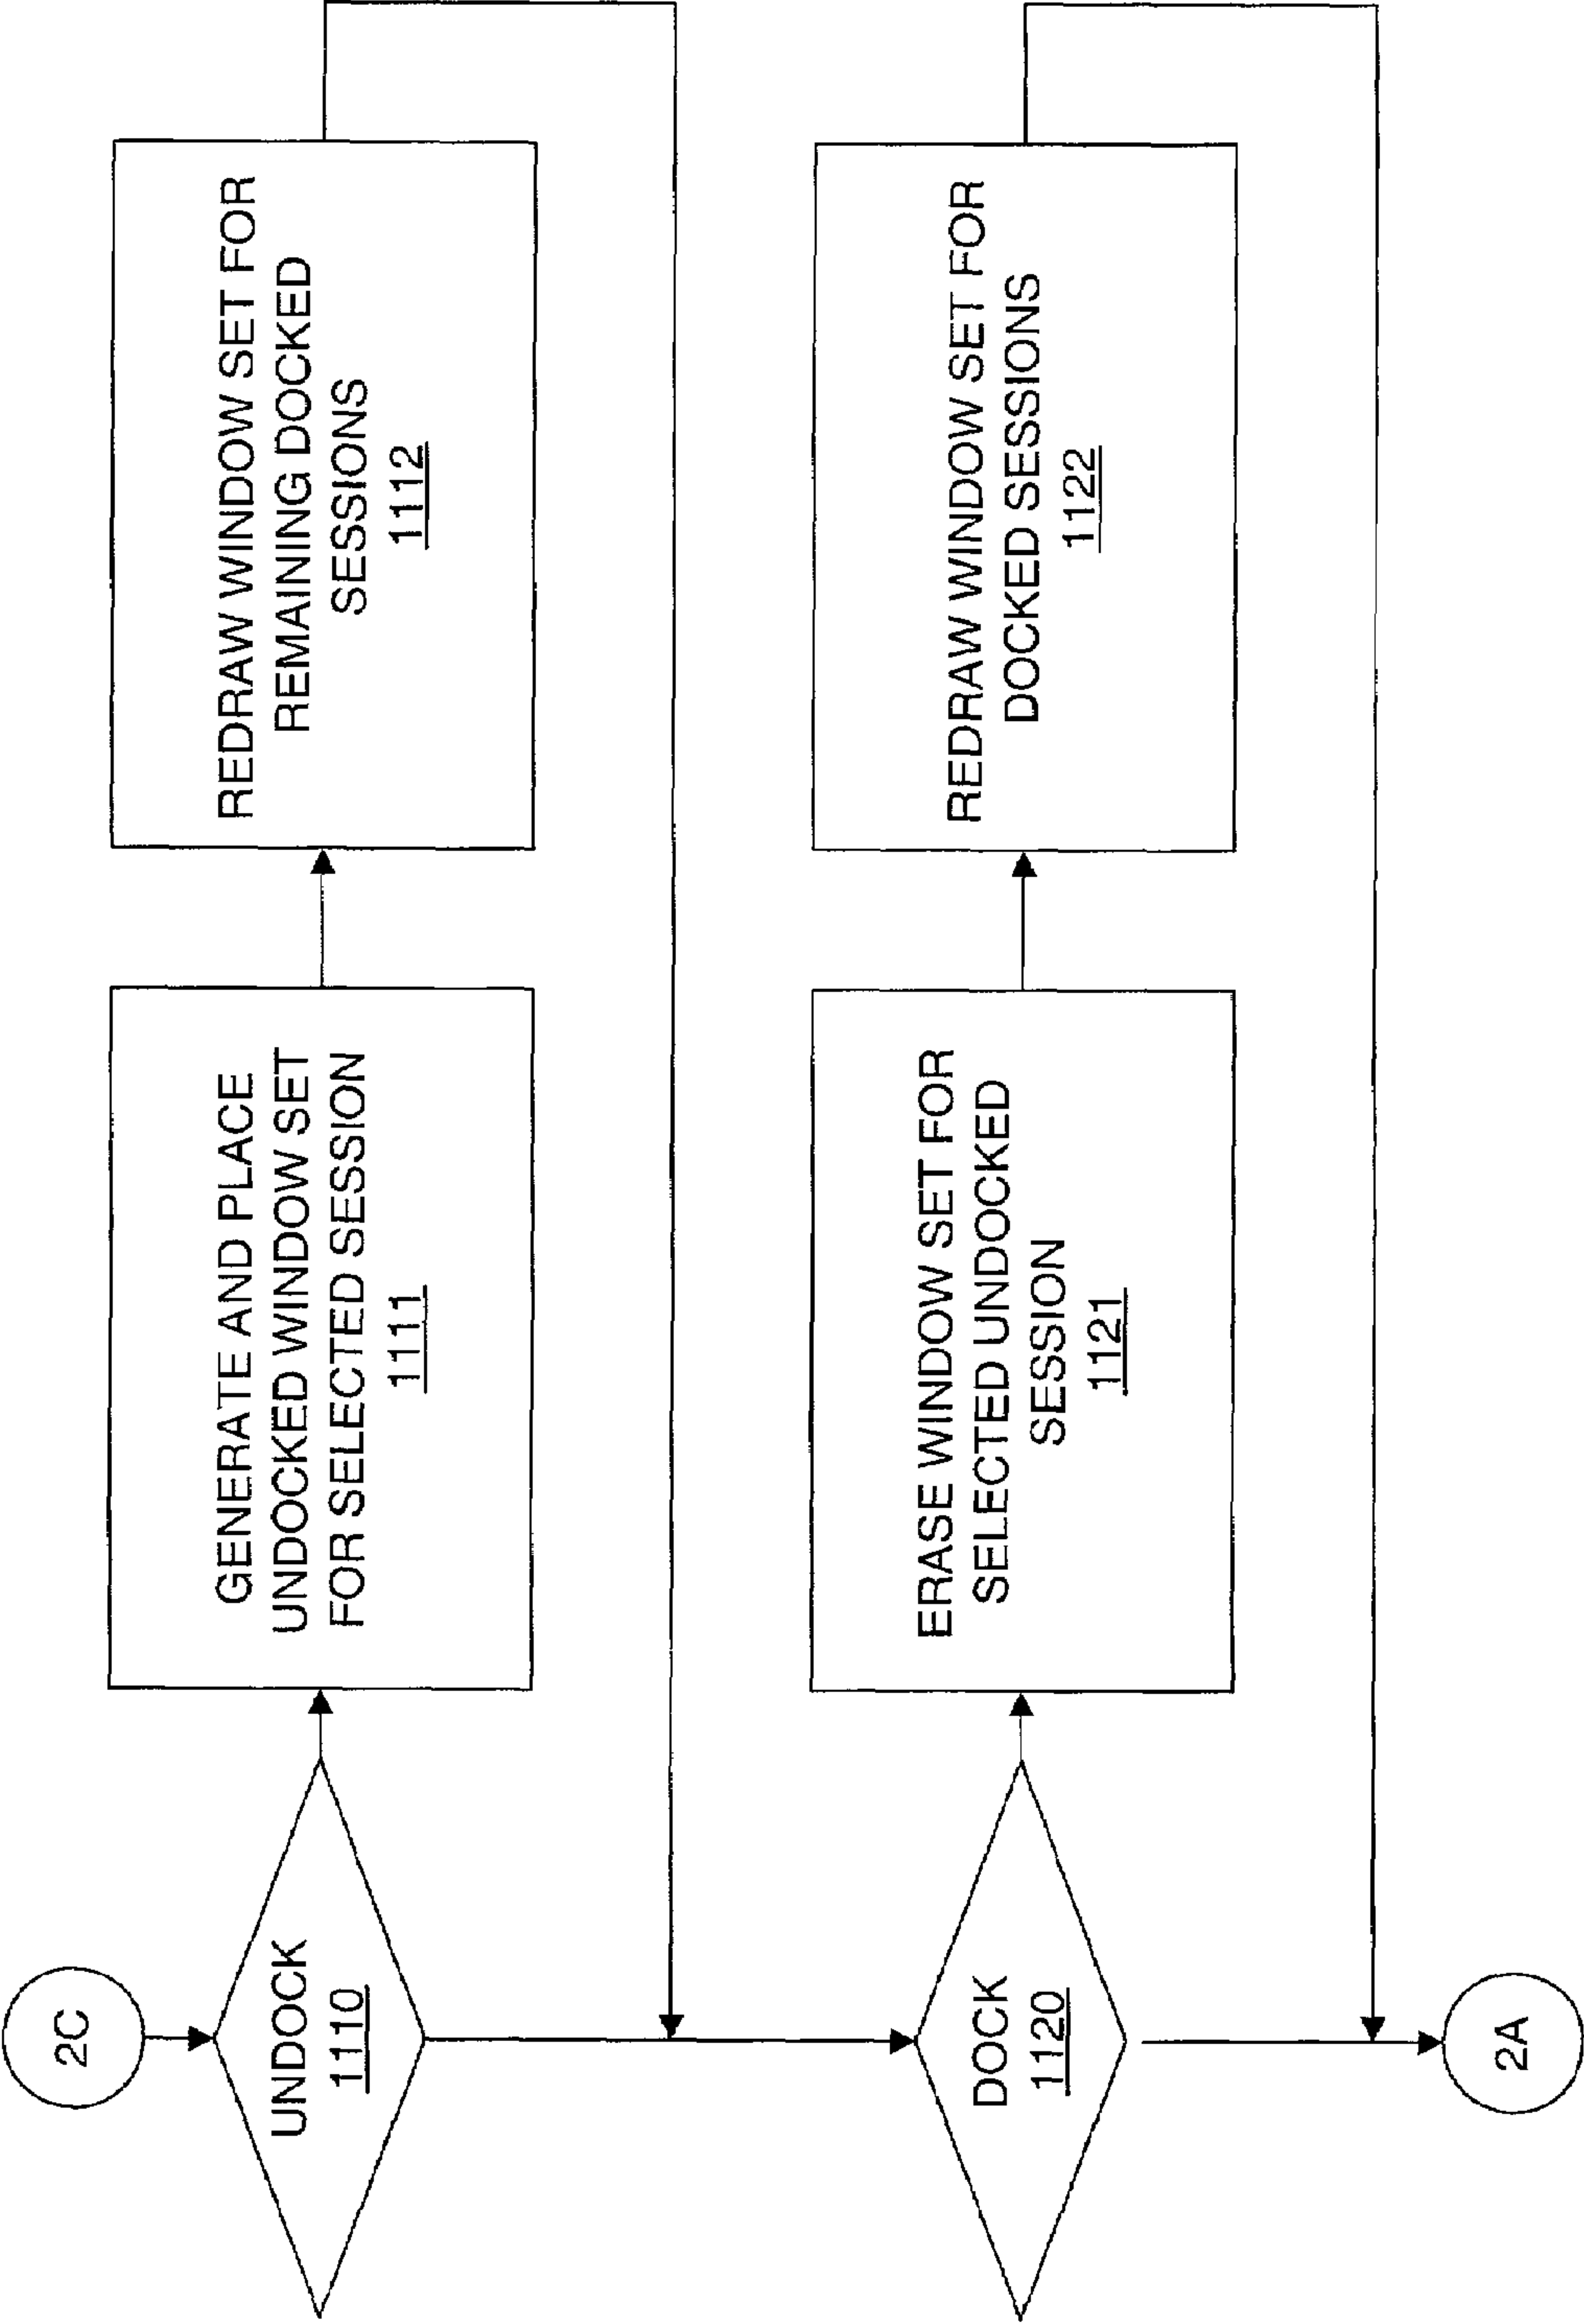 2C
UNDOCK
1110
GENERATE AND PLACE
UNDOCKED WINDOW SET
FOR SELECTED SESSION
1111
REDRAW WINDOW SET FOR
REMAINING DOCKED
SESSIONS
1112
DOCK
1120
ERASE WINDOW SET FOR
SELECTED UNDOCKED
SESSION
1121
REDRAW WINDOW SET FOR
DOCKED SESSIONS
1122
2A